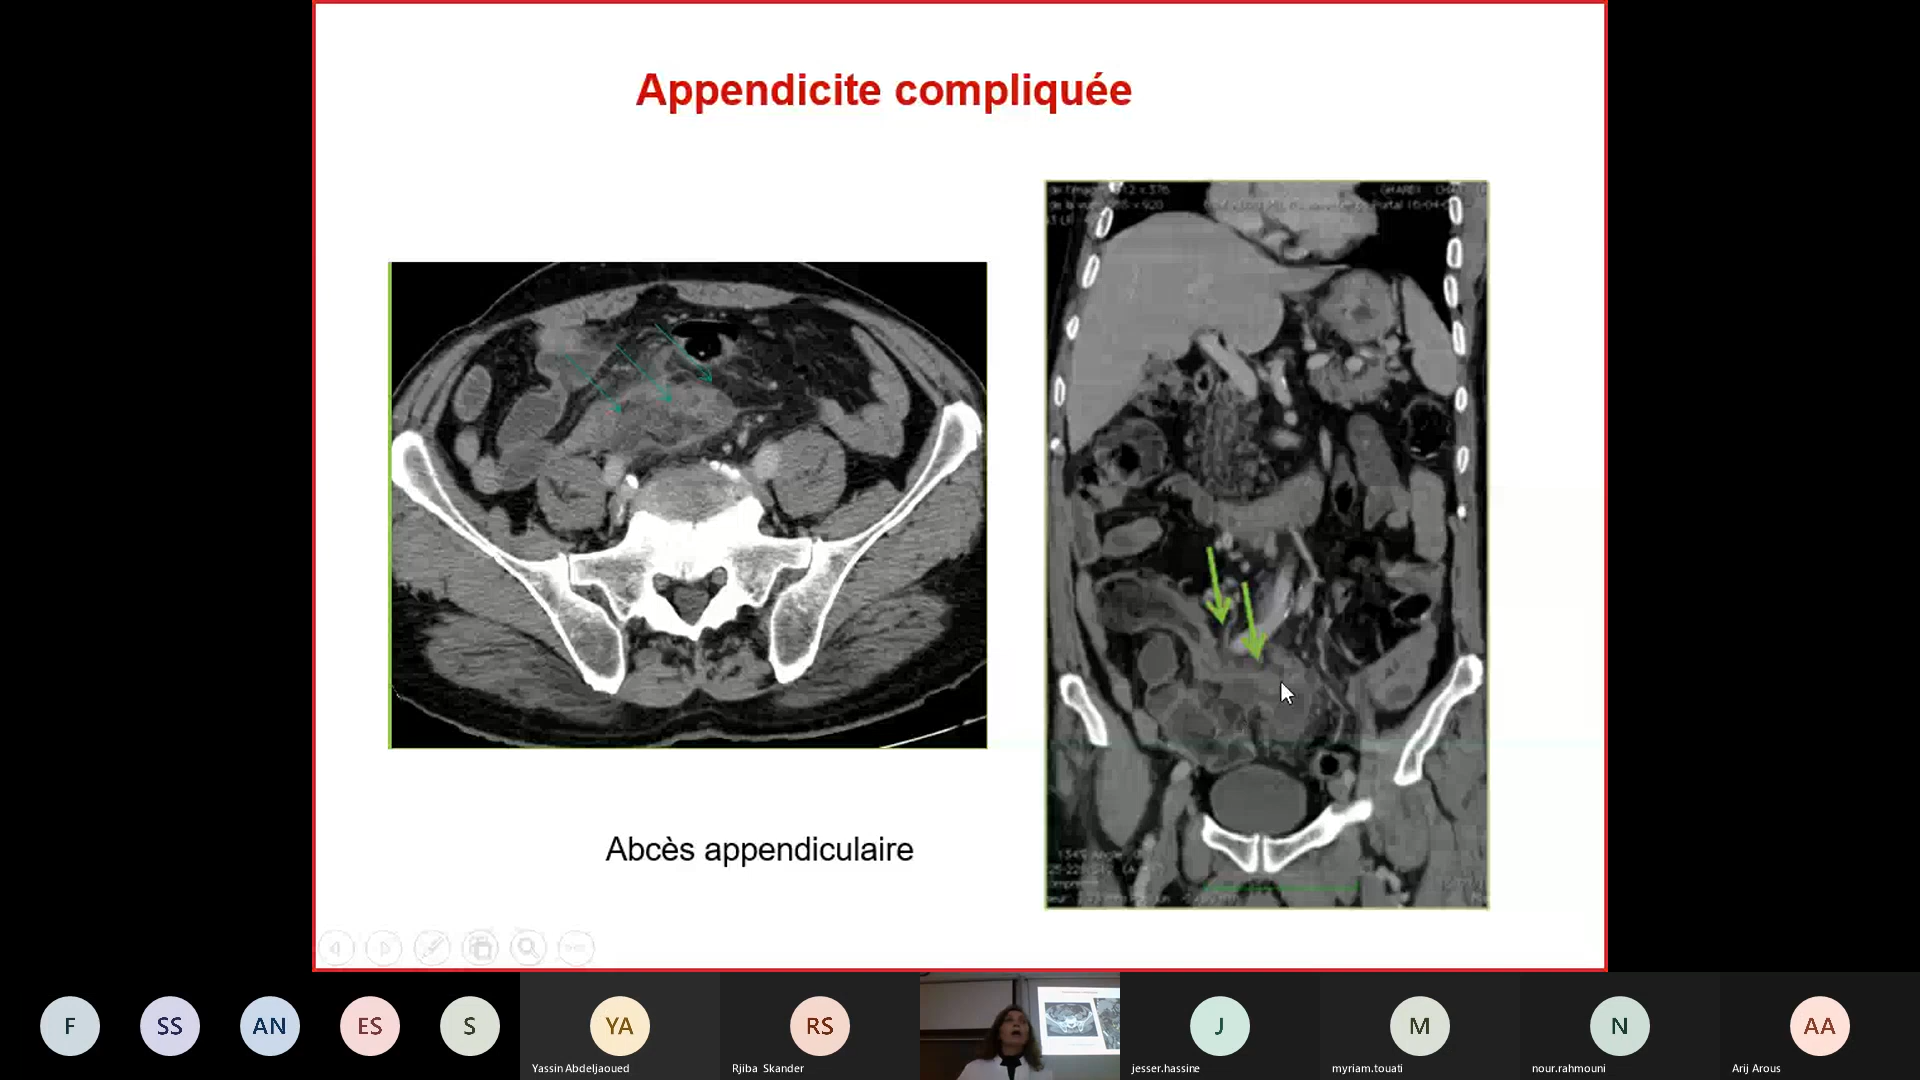 Appendicite compliquée
Abcès appendiculaire
F
SS
AN
ES
S
YA
Yassin Abdeljaoued
RS
Rjiba Skander
J
jesser.hassine
M
myriam.touati
N
nour.rahmouni
AA
Arij Arous